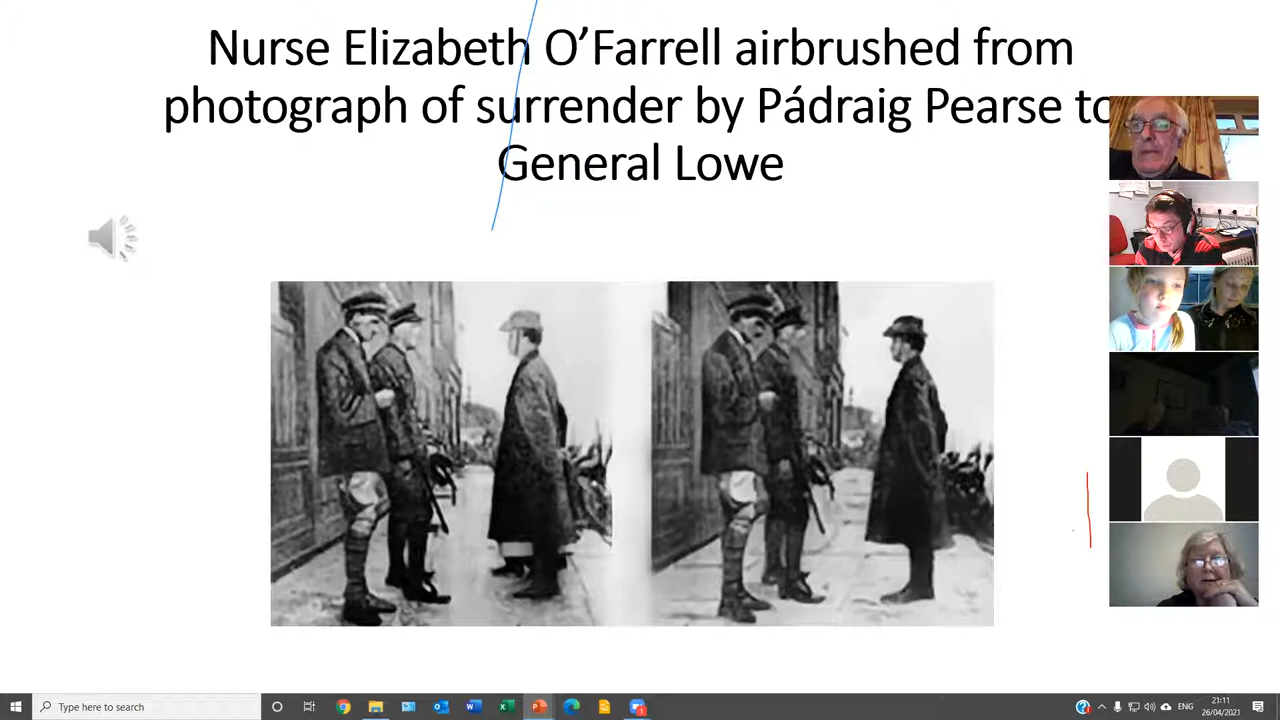 Nurse Elizabeth O’Farrell airbrushed from
photograph of surrender by Pádraig Pearse to
General Lowe
Type here to search
ENG
21:11
26/04/2021